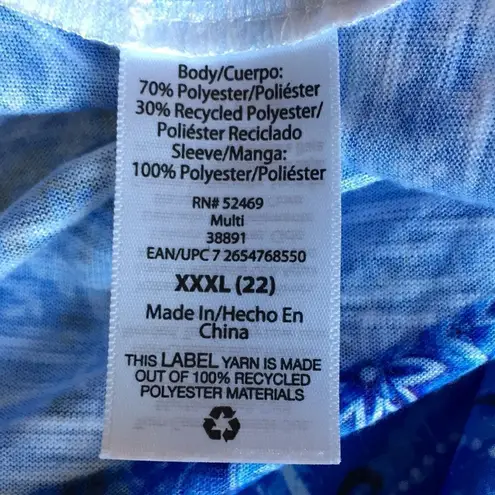 Body/Cuerpo:
70% Polyester/Poliéster
30% Recycled Polyester/
Poliéster Reciclado
Sleeve/Manga:
100% Polyester/Poliéster
RN# 52469
Multi
38891
EAN/UPC 7 2654768550
XXXL (22)
Made In/Hecho En
China
THIS LABEL YARN IS MADE
OUT OF 100% RECYCLED
POLYESTER MATERIALS